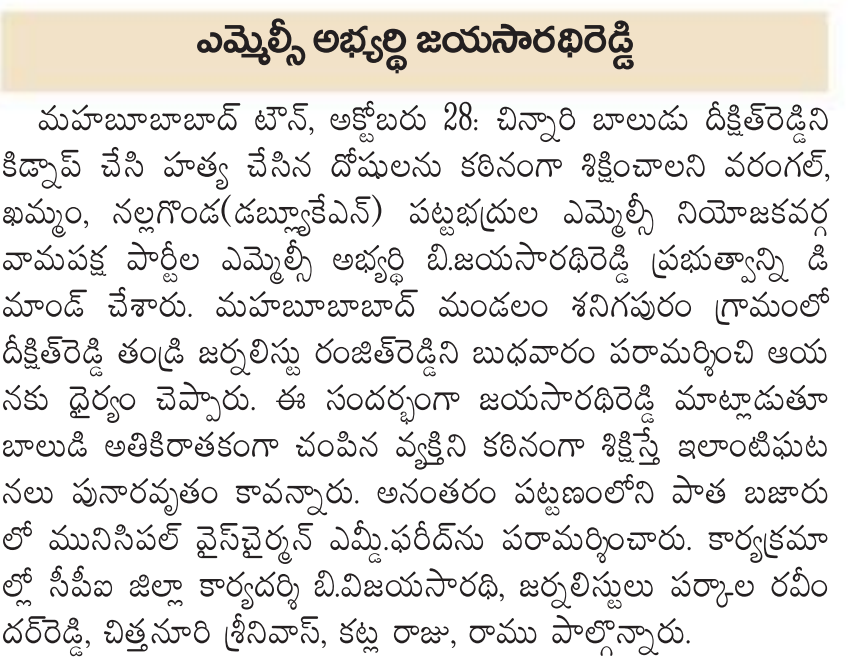 ఎమ్మెల్సీ అభ్యర్థి జయసారథిరెడ్డి
మహబూబాబాద్ టౌన్, అక్టోబరు 28: చిన్నారి బాలుడు దీక్షిత్‌రెడ్డిని
కిడ్నాప్ చేసి హత్య చేసిన దోషులను కఠినంగా శిక్షించాలని వరంగల్,
ఖమ్మం, నల్లగొండ(డబ్ల్యూకేఎన్) పట్టభద్రుల ఎమ్మెల్సీ నియోజకవర్గ
వామపక్ష పార్టీల ఎమ్మెల్సీ అభ్యర్థి బి.జయసారథిరెడ్డి ప్రభుత్వాన్ని డి
మాండ్ చేశారు. మహబూబాబాద్ మండలం శనిగపురం గ్రామంలో
దీక్షిత్‌రెడ్డి తండ్రి జర్నలిస్టు రంజిత్‌రెడ్డిని బుధవారం పరామర్శించి ఆయ
నకు ధైర్యం చెప్పారు. ఈ సందర్భంగా జయసారథిరెడ్డి మాట్లాడుతూ
బాలుడి అతికిరాతకంగా చంపిన వ్యక్తిని కఠినంగా శిక్షిస్తే ఇలాంటిఘట
నలు పునారవృతం కావన్నారు. అనంతరం పట్టణంలోని పాత బజారు
లో మునిసిపల్ వైస్‌చైర్మన్ ఎమ్డీ.ఫరీద్‌ను పరామర్శించారు. కార్యక్రమా
ల్లో సీపీఐ జిల్లా కార్యదర్శి బి.విజయసారథి, జర్నలిస్టులు పర్కాల రవీం
దర్‌రెడ్డి, చిత్తనూరి శ్రీనివాస్, కట్ల రాజు, రాము పాల్గొన్నారు.